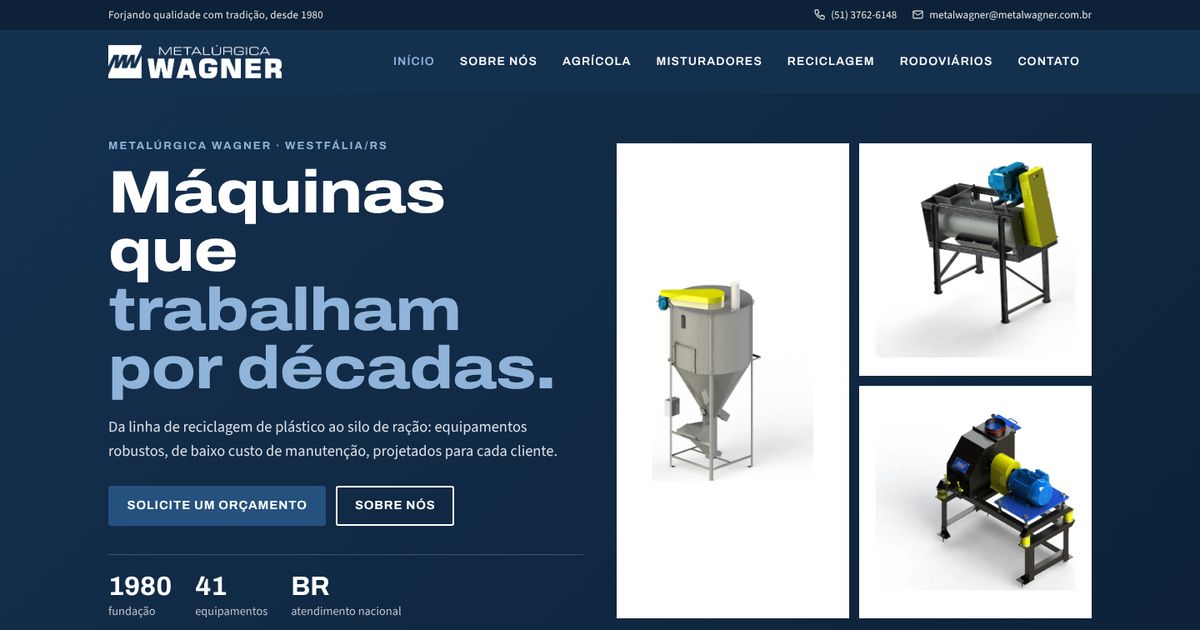 Forjando qualidade com tradição, desde 1980
(51) 3762-6148
metalwagner@metalwagner.com.br
METALÚRGICA
WAGNER
INÍCIO
SOBRE NÓS
AGRÍCOLA
MISTURADORES
RECICLAGEM
RODOVIÁRIOS
CONTATO
METALÚRGICA WAGNER · WESTFÁLIA/RS
Máquinas
que
trabalham
por décadas.
Da linha de reciclagem de plástico ao silo de ração: equipamentos
robustos, de baixo custo de manutenção, projetados para cada cliente.
SOLICITE UM ORÇAMENTO
SOBRE NÓS
1980
fundação
41
equipamentos
BR
atendimento nacional